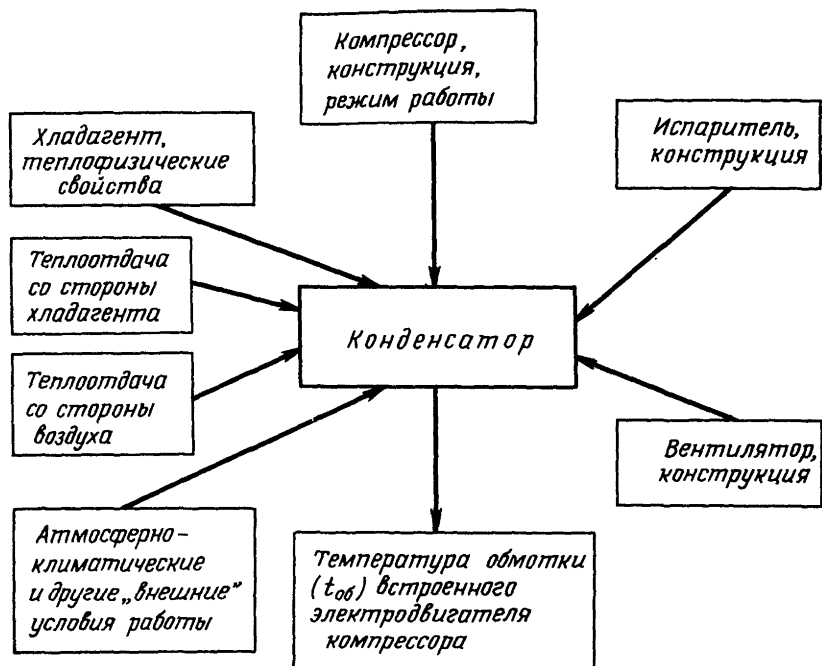 Компрессор,
конструкция,
режим работы
Хладагент,
теплофизические
свойства
Испаритель,
конструкция
Теплоотдача
со стороны
хладагента
Конденсатор
Теплоотдача
со стороны
воздуха
Вентилятор,
конструкция
Атмосферно-
климатические
и другие „внешние”
условия работы
Температура обмотки
(tоб) встроенного
электродвигателя
компрессора